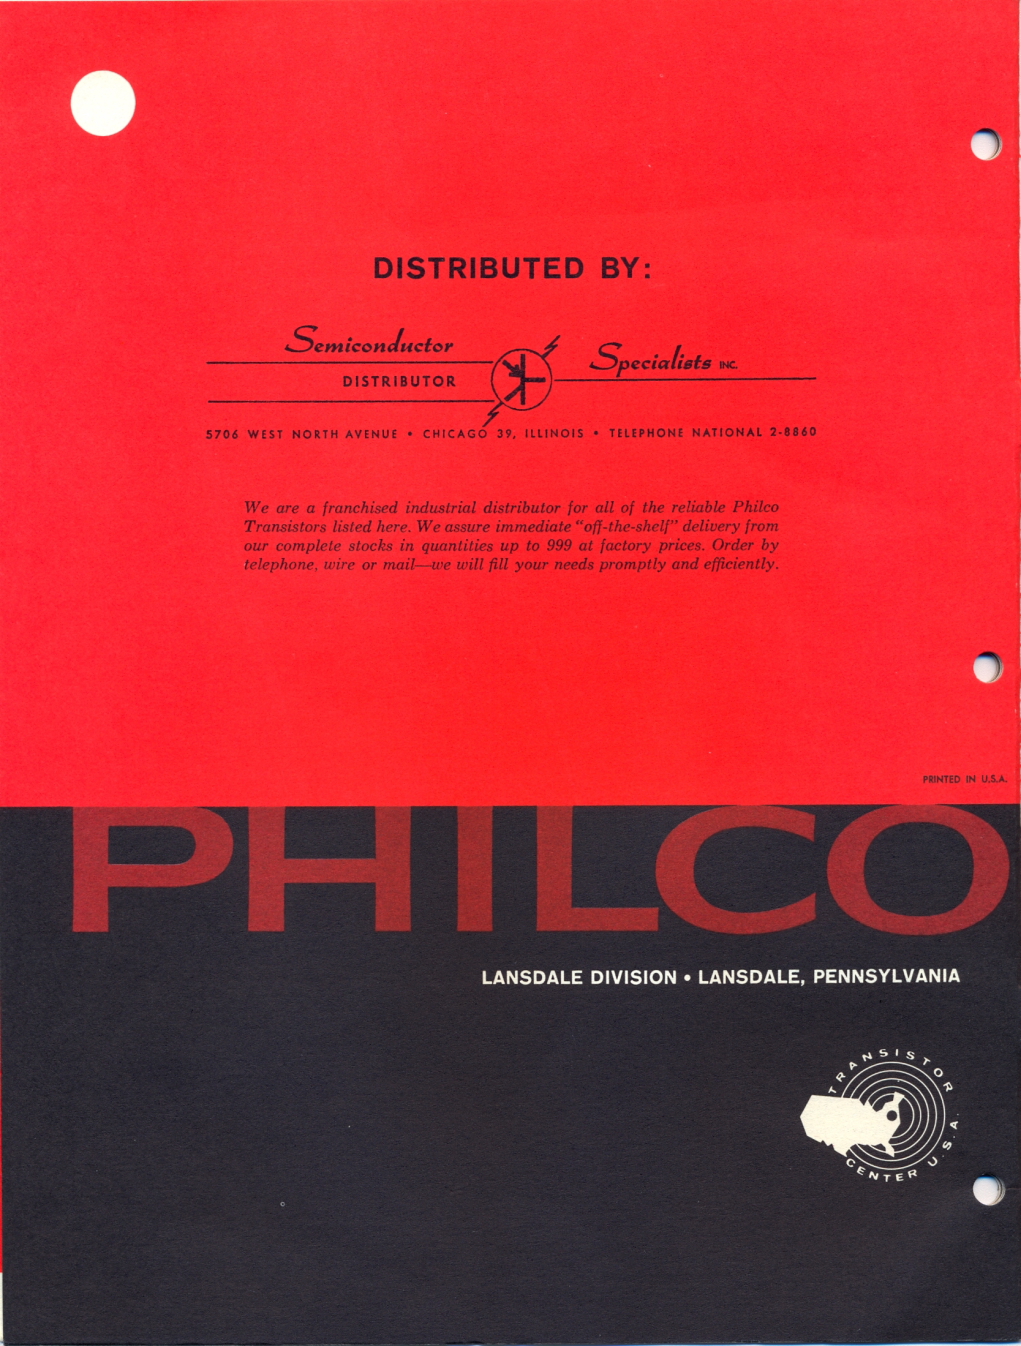 DISTRIBUTED BY:
Semiconductor
Specialists INC.
DISTRIBUTOR
5706 WEST NORTH AVENUE • CHICAGO 39, ILLINOIS • TELEPHONE NATIONAL 2-8860
We are a franchised industrial distributor for all of the reliable Philco
Transistors listed here. We assure immediate “off-the-shelf” delivery from
our complete stocks in quantities up to 999 at factory prices. Order by
telephone, wire or mail—we will fill your needs promptly and efficiently.
PRINTED IN U.S.A.
PHILCO
LANSDALE DIVISION • LANSDALE, PENNSYLVANIA
TRANSISTOR
CENTER U.S.A.